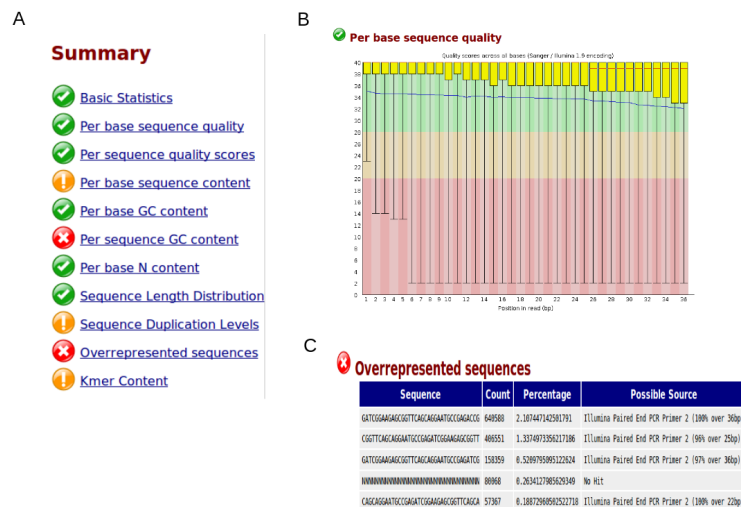 A
Summary
Basic Statistics
Per base sequence quality
Per sequence quality scores
Per base sequence content
Per base GC content
Per sequence GC content
Per base N content
Sequence Length Distribution
Sequence Duplication Levels
Overrepresented sequences
Kmer Content
B
Per base sequence quality
Quality scores across all bases (Sanger / Illumina 1.9 encoding)
40
38
36
34
32
30
28
26
24
22
20
18
16
14
12
10
8
6
4
2
0
1 2 3 4 5 6 7 8 9 10 12 14 16 18 20 22 24 26 28 30 32 34 36
Position in read (bp)
C
Overrepresented sequences
Sequence Count Percentage Possible Source
GATCGGAAGAGCGGTTCAGCAGGAATGCCGAGACCG 640588 2.107447142501791 Illumina Paired End PCR Primer 2 (100% over 36bp
CGGTTCAGCAGGAATGCCGAGATCGGAAGAGCGGTT 406551 1.3374973356217186 Illumina Paired End PCR Primer 2 (96% over 25bp)
GATCGGAAGAGCGGTTCAGCAGGAATGCCGAGATCG 158359 0.5209795095122624 Illumina Paired End PCR Primer 2 (97% over 36bp)
NNNNNNNNNNNNNNNNNNNNNNNNNNNNNNNNNNNN 80068 0.2634127985629349 No Hit
CAGCAGGAATGCCGAGATCGGAAGAGCGGTTCAGCA 57367 0.18872960502522718 Illumina Paired End PCR Primer 2 (100% over 22bp